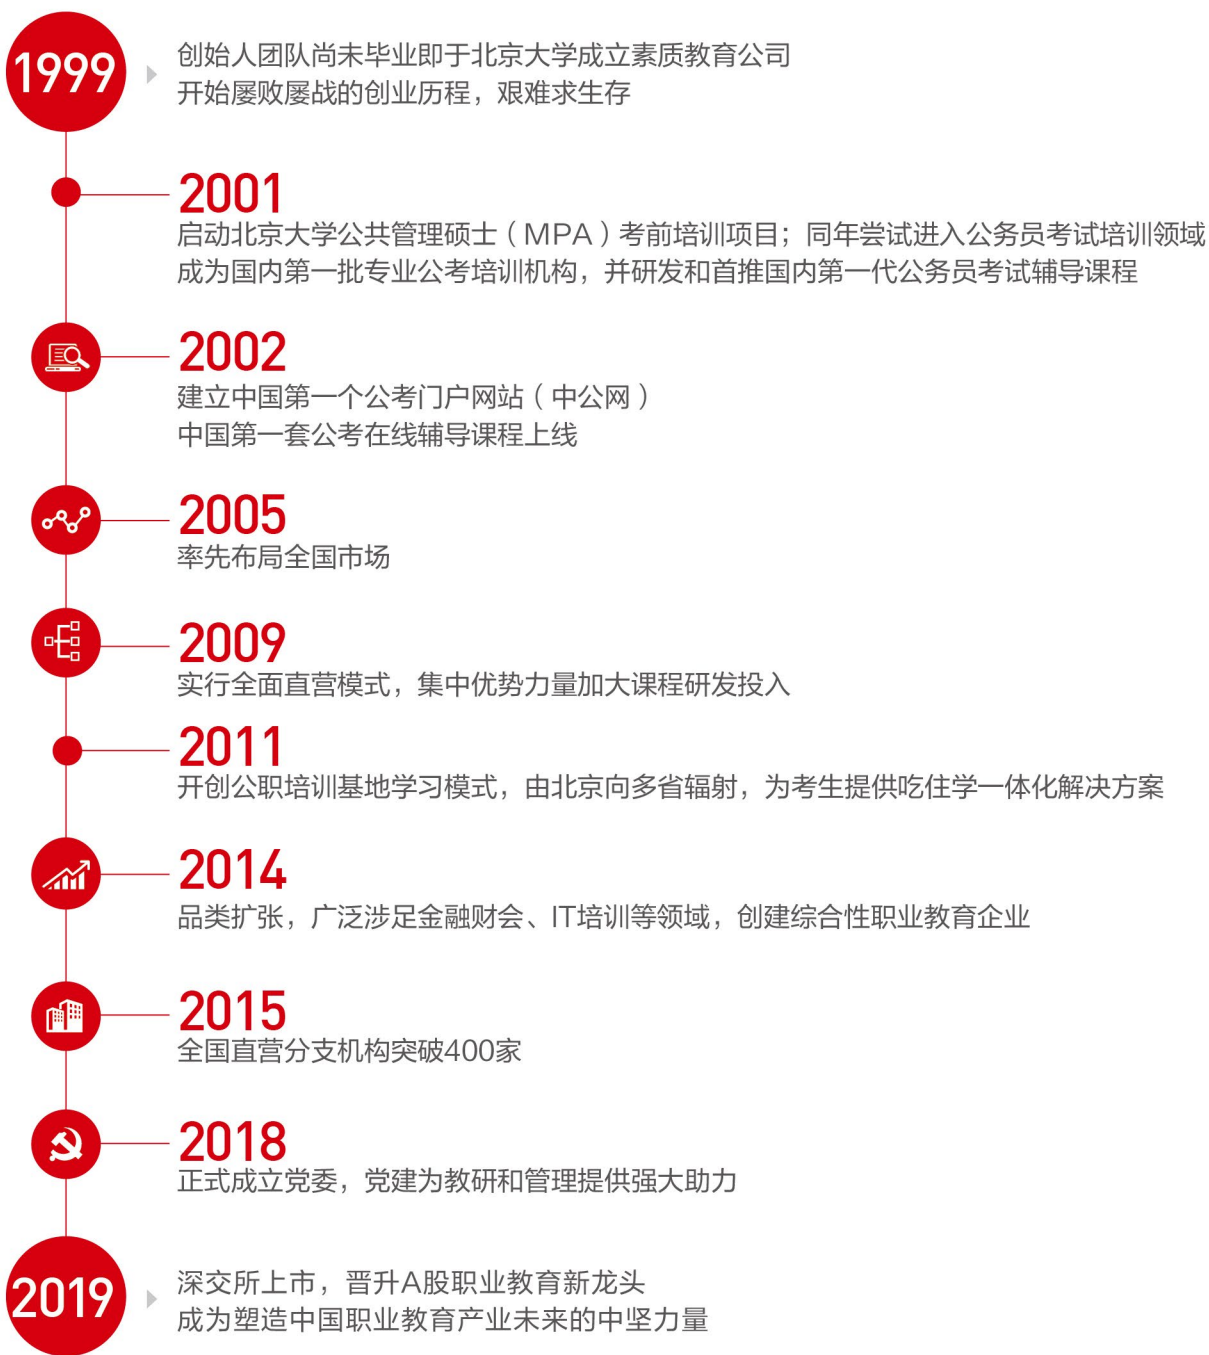 1999
创始人团队尚未毕业即于北京大学成立素质教育公司
开始屡败屡战的创业历程，艰难求生存
2001
启动北京大学公共管理硕士（MPA）考前培训项目；同年尝试进入公务员考试培训领域
成为国内第一批专业公考培训机构，并研发和首推国内第一代公务员考试辅导课程
2002
建立中国第一个公考门户网站（中公网）
中国第一套公考在线辅导课程上线
2005
率先布局全国市场
2009
实行全面直营模式，集中优势力量加大课程研发投入
2011
开创公职培训基地学习模式，由北京向多省辐射，为考生提供吃住学一体化解决方案
2014
品类扩张，广泛涉足金融财会、IT培训等领域，创建综合性职业教育企业
2015
全国直营分支机构突破400家
2018
正式成立党委，党建为教研和管理提供强大助力
2019
深交所上市，晋升A股职业教育新龙头
成为塑造中国职业教育产业未来的中坚力量